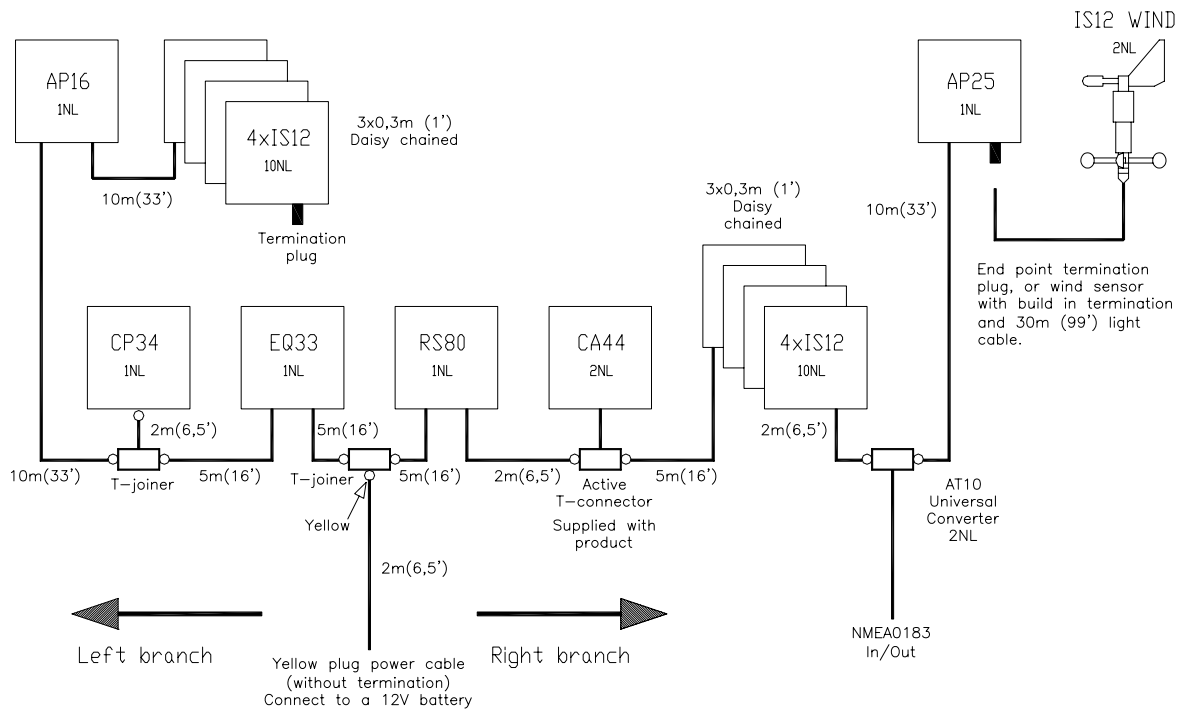 IS12 WIND
2NL
AP16
1NL
4xIS12
10NL
3x0,3m (1')
Daisy chained
10m(33')
Termination
plug
AP25
1NL
3x0,3m (1')
Daisy
chained
10m(33')
End point termination
plug, or wind sensor
with build in termination
and 30m (99') light
cable.
CP34
1NL
EQ33
1NL
RS80
1NL
CA44
2NL
4xIS12
10NL
2m(6,5')
5m(16')
2m(6,5')
10m(33')
T-joiner
5m(16')
T-joiner
5m(16')
2m(6,5')
Active
T-connector
Supplied with
product
5m(16')
AT10
Universal
Converter
2NL
Yellow
2m(6,5')
Left branch
Right branch
Yellow plug power cable
(without termination)
Connect to a 12V battery
NMEA0183
In/Out